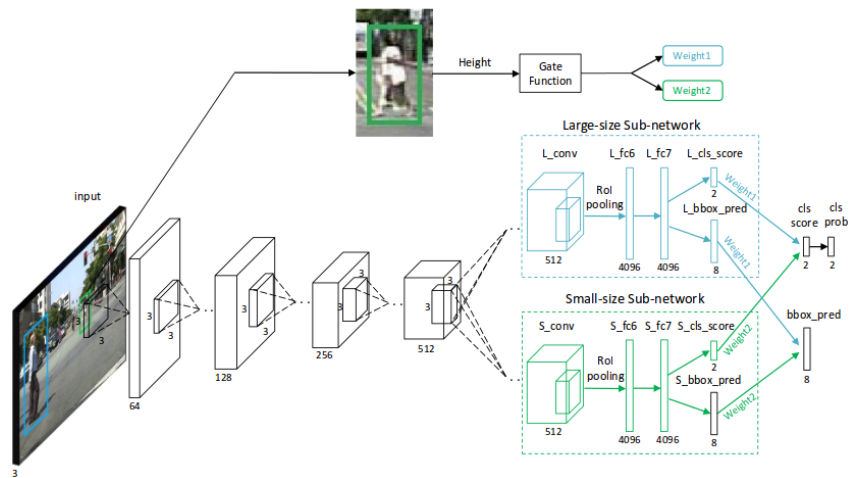 Height
Gate
Function
Weight1
Weight2
Large-size Sub-network
L_conv
L_fc6
L_fc7
L_cls_score
RoI
pooling
512
4096
4096
2
L_bbox_pred
8
Weight1
Weight1
input
3
3
3
3
64
3
3
128
3
3
256
3
3
512
cls
score
cls
prob
2
2
Small-size Sub-network
S_conv
S_fc6
S_fc7
S_cls_score
RoI
pooling
512
4096
4096
2
S_bbox_pred
8
Weight2
Weight2
bbox_pred
8